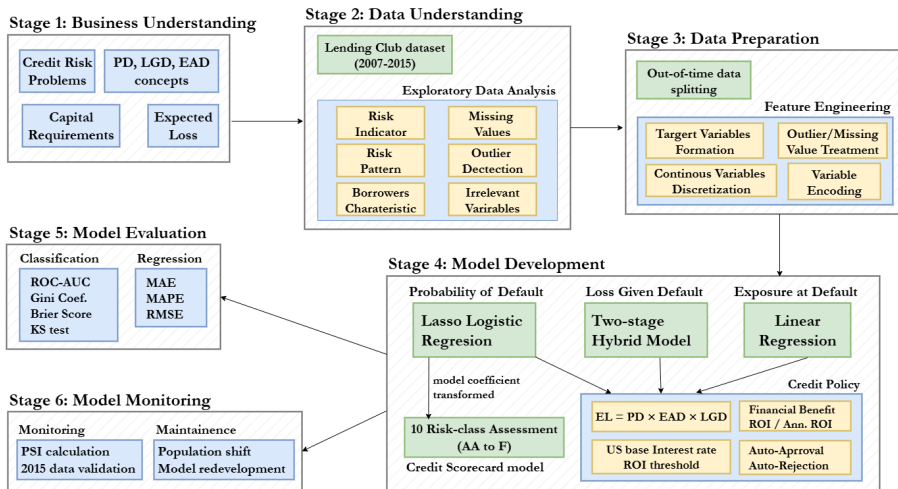 Stage 1: Business Understanding
Credit Risk
Problems
PD, LGD, EAD
concepts
Capital
Requirements
Expected
Loss
Stage 2: Data Understanding
Lending Club dataset
(2007-2015)
Exploratory Data Analysis
Risk
Indicator
Missing
Values
Risk
Pattern
Outlier
Dectection
Borrowers
Charateristic
Irrelevant
Varirables
Stage 3: Data Preparation
Out-of-time data
splitting
Feature Engineering
Targert Variables
Formation
Outlier/Missing
Value Treatment
Continous Variables
Discretization
Variable
Encoding
Stage 5: Model Evaluation
Classification
ROC-AUC
Gini Coef.
Brier Score
KS test
Regression
MAE
MAPE
RMSE
Stage 4: Model Development
Probability of Default
Loss Given Default
Exposure at Default
Lasso Logistic
Regresion
Two-stage
Hybrid Model
Linear
Regression
model coefficient
transformed
10 Risk-class Assessment
(AA to F)
Credit Scorecard model
Credit Policy
EL = PD × EAD × LGD
Financial Benefit
ROI / Ann. ROI
US base Interest rate
ROI threshold
Auto-Aprroval
Auto-Rejection
Stage 6: Model Monitoring
Monitoring
PSI calculation
2015 data validation
Maintainence
Population shift
Model redevelopment